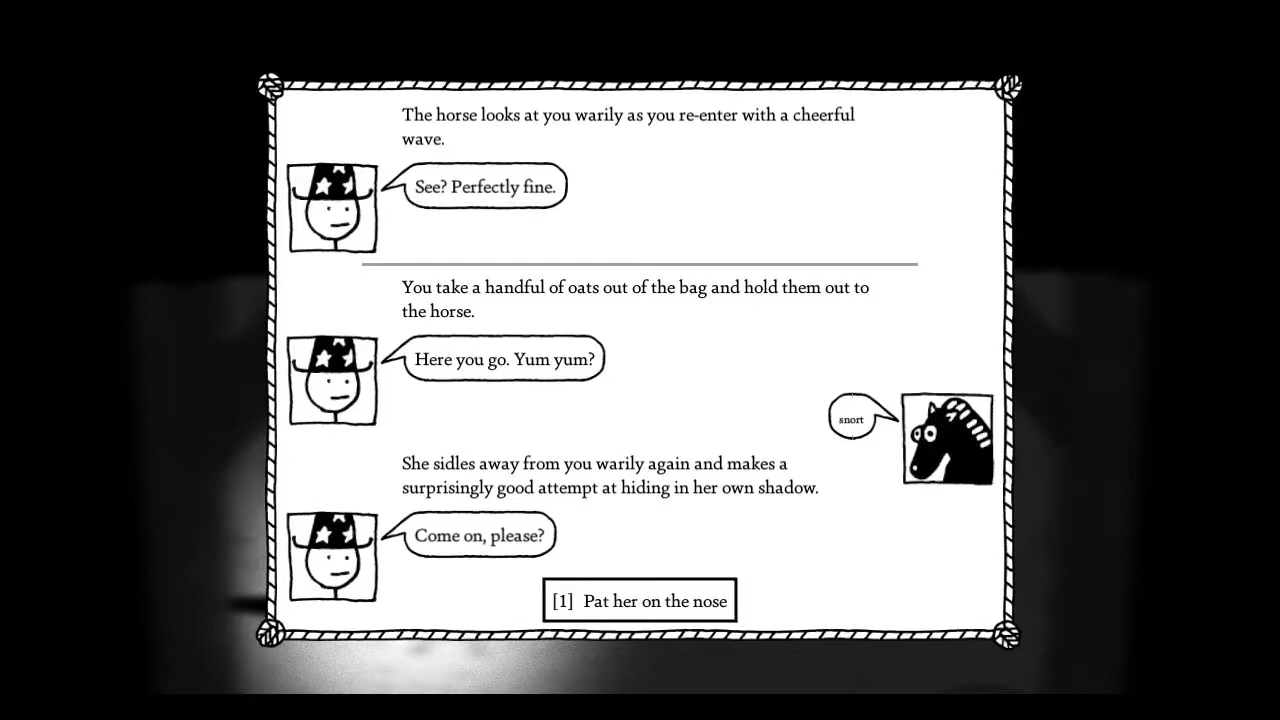 The horse looks at you warily as you re-enter with a cheerful
wave.
See? Perfectly fine.
You take a handful of oats out of the bag and hold them out to
the horse.
Here you go. Yum yum?
snort
She sidles away from you warily again and makes a
surprisingly good attempt at hiding in her own shadow.
Come on, please?
[1] Pat her on the nose